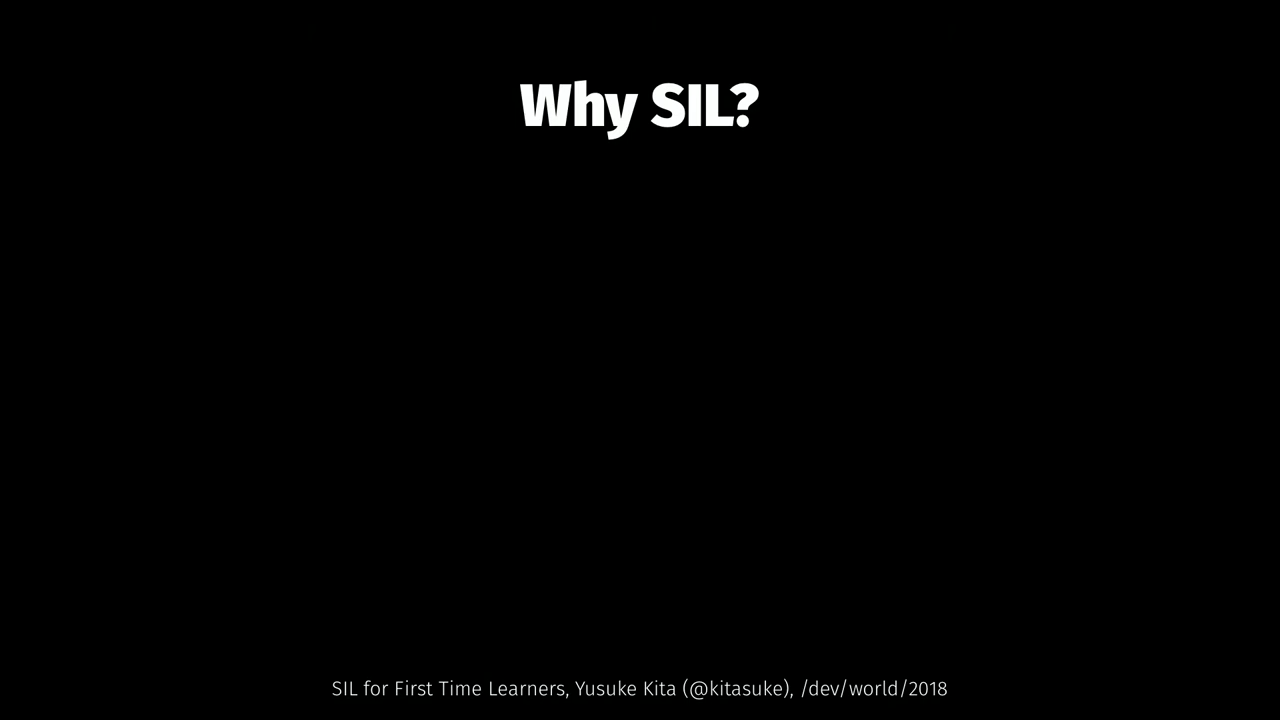 Why SIL?
SIL for First Time Learners, Yusuke Kita (@kitasuke), /dev/world/2018